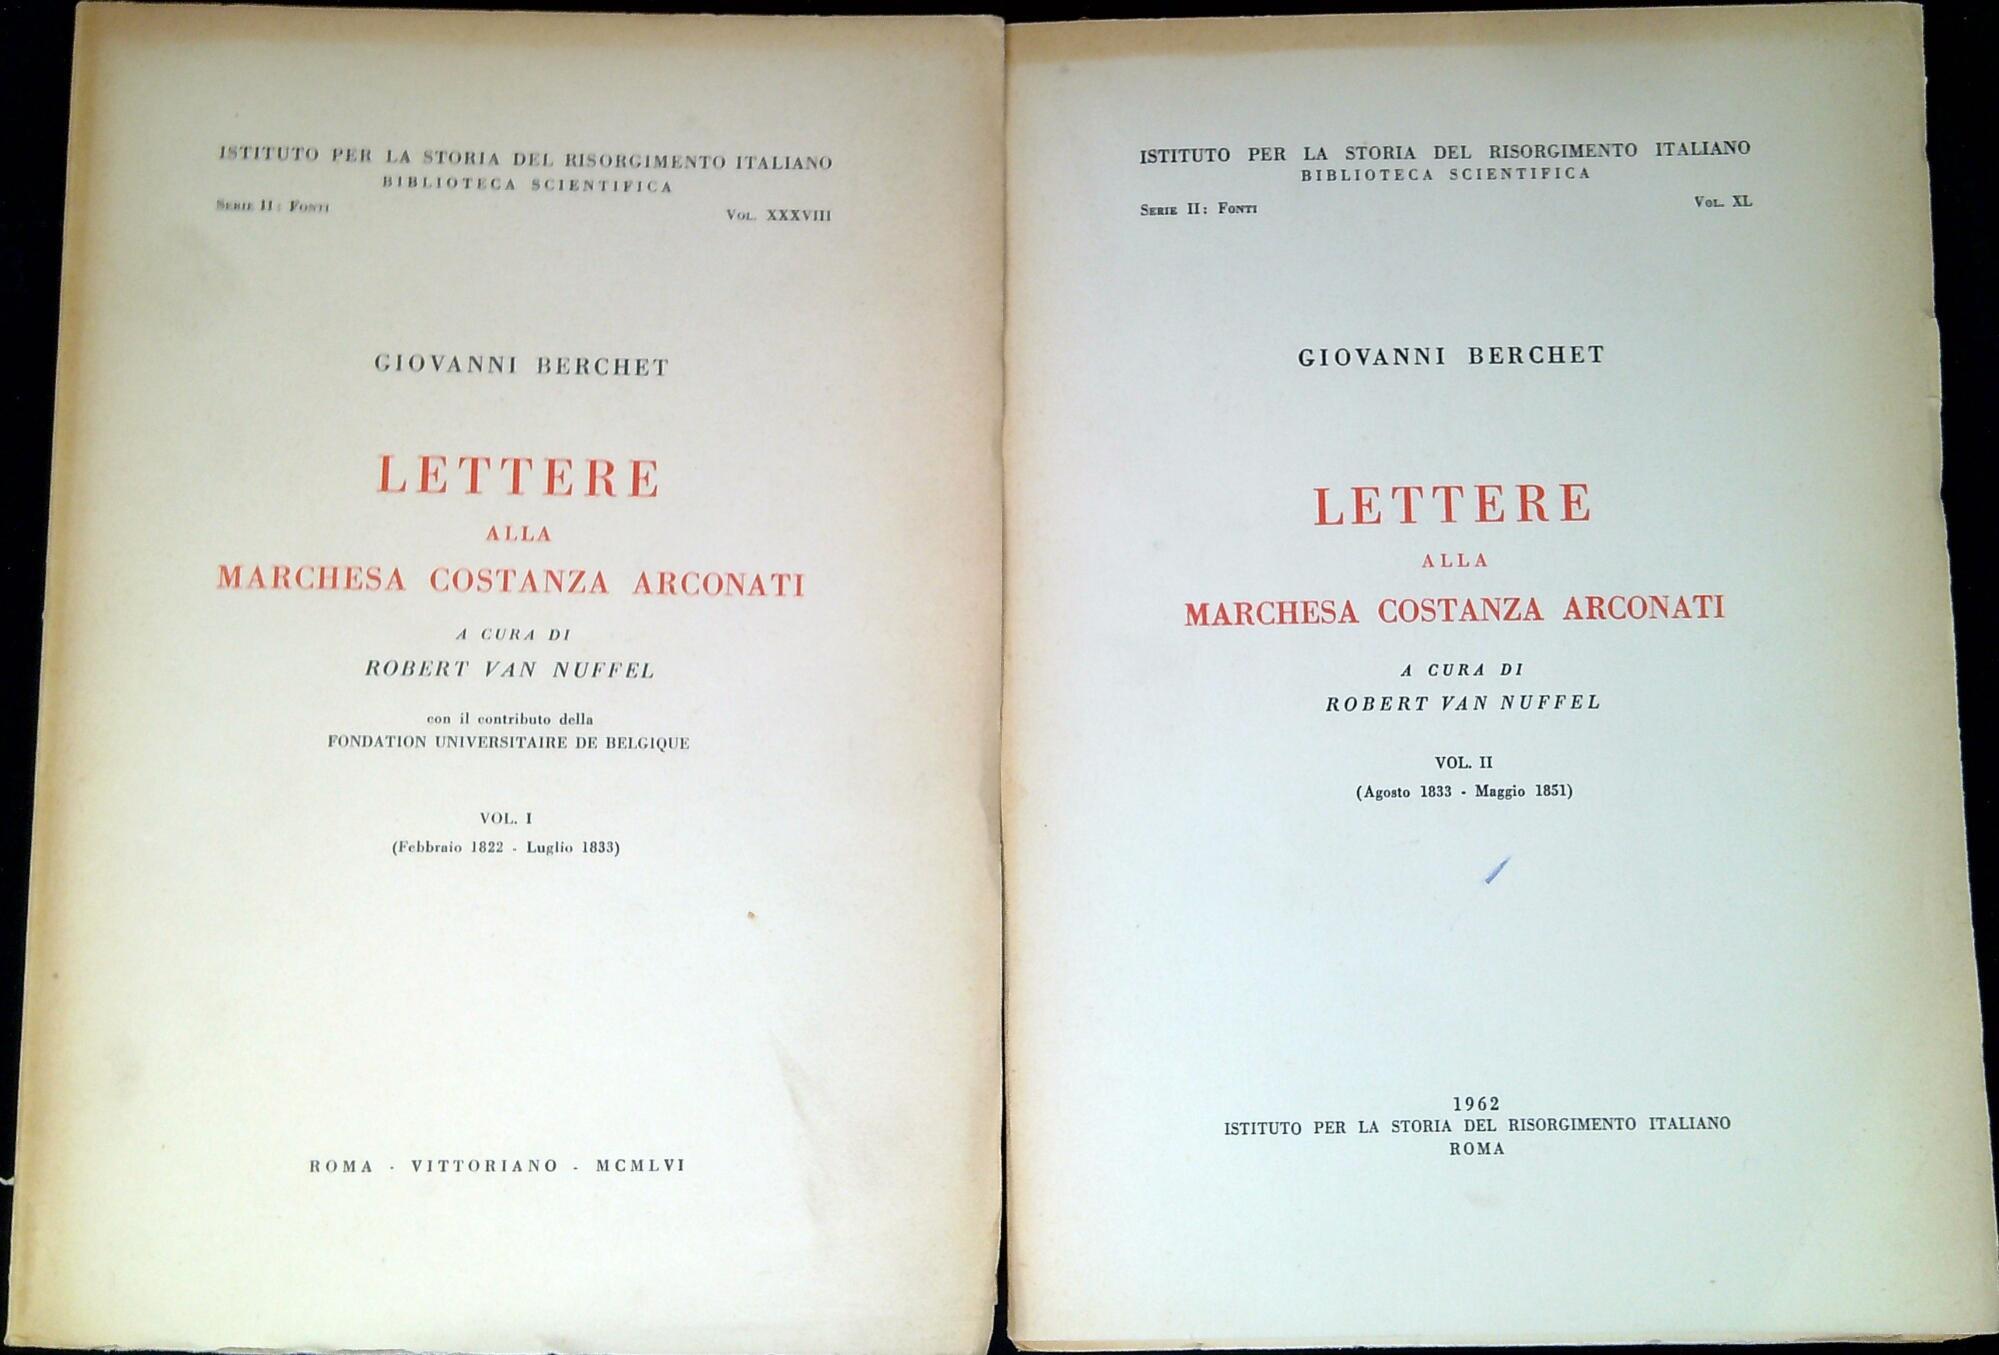 ISTITUTO PER LA STORIA DEL RISORGIMENTO ITALIANO
BIBLIOTECA SCIENTIFICA
SERIE II: FONTI
VOL. XXXVIII
GIOVANNI BERCHET
LETTERE
ALLA
MARCHESA COSTANZA ARCONATI
A CURA DI
ROBERT VAN NUFFEL
con il contributo della
FONDATION UNIVERSITAIRE DE BELGIQUE
VOL. I
(Febbraio 1822 - Luglio 1833)
ROMA - VITTORIANO - MCMLVI
ISTITUTO PER LA STORIA DEL RISORGIMENTO ITALIANO
BIBLIOTECA SCIENTIFICA
SERIE II: FONTI
VOL. XL
GIOVANNI BERCHET
LETTERE
ALLA
MARCHESA COSTANZA ARCONATI
A CURA DI
ROBERT VAN NUFFEL
VOL. II
(Agosto 1833 - Maggio 1851)
1962
ISTITUTO PER LA STORIA DEL RISORGIMENTO ITALIANO
ROMA